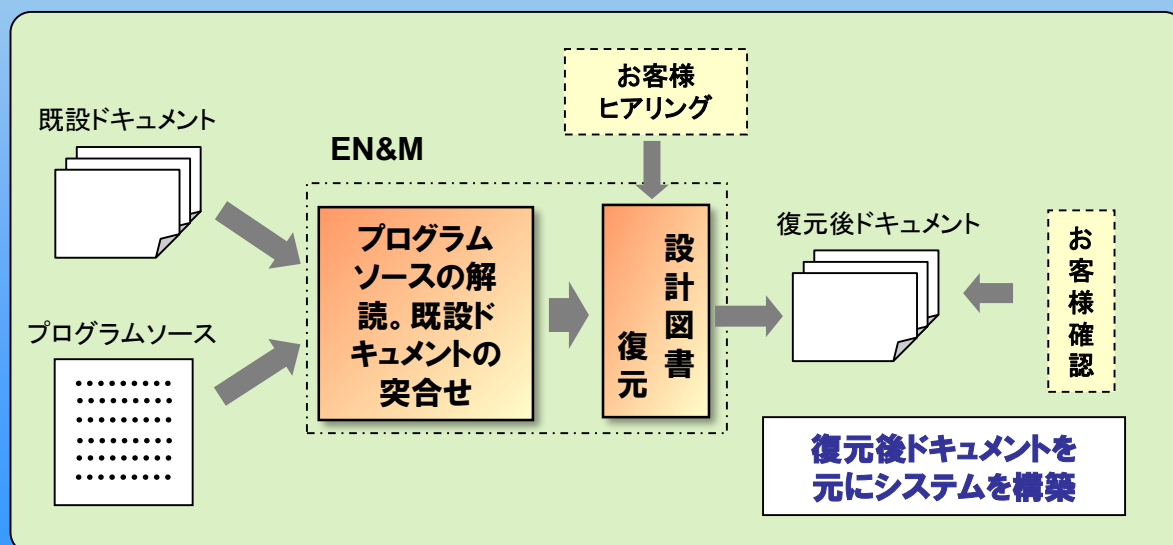 お客様
ヒアリング
既設ドキュメント
EN&M
プログラム
ソースの解
読。既設ド
キュメントの
突合せ
設計図書
復元
復元後ドキュメント
お客様確認
プログラムソース
復元後ドキュメントを
元にシステムを構築